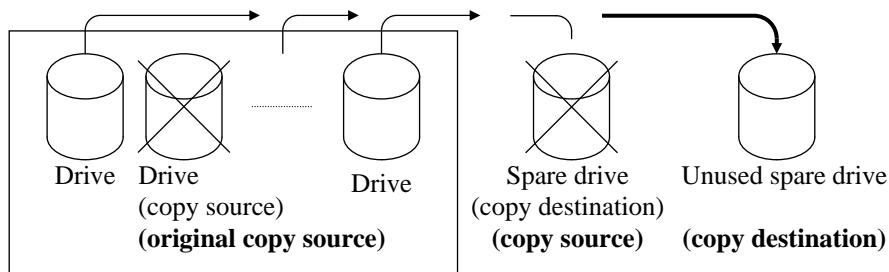 Drive
Drive
(copy source)
(original copy source)
Drive
Spare drive
(copy destination)
(copy source)
Unused spare drive
(copy destination)